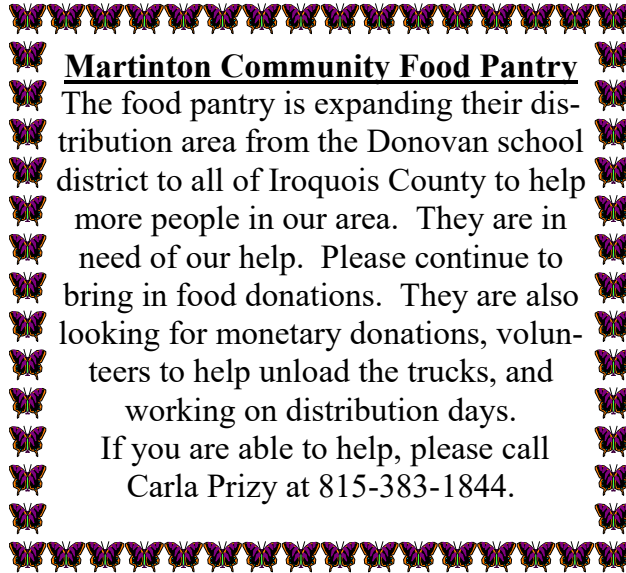 Martinton Community Food Pantry
The food pantry is expanding their dis-
tribution area from the Donovan school
district to all of Iroquois County to help
more people in our area.  They are in
need of our help.  Please continue to
bring in food donations.  They are also
looking for monetary donations, volun-
teers to help unload the trucks, and
working on distribution days.
If you are able to help, please call
Carla Prizy at 815-383-1844.